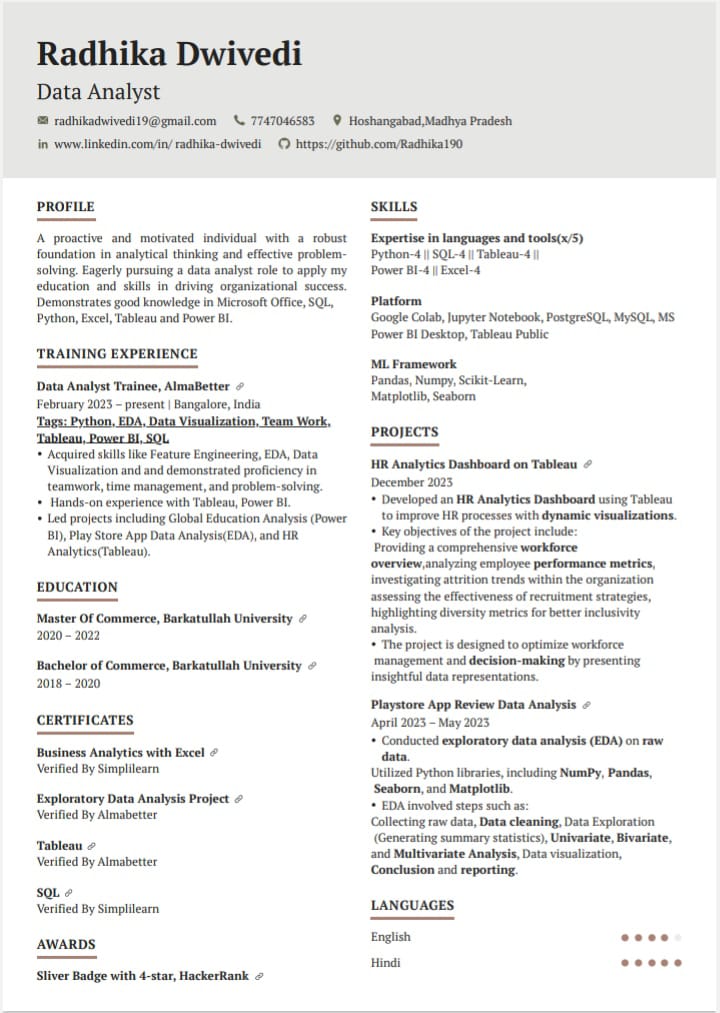 Radhika Dwivedi
Data Analyst
radhikadwivedi19@gmail.com 7747046583 Hoshangabad,Madhya Pradesh
in www.linkedin.com/in/ radhika-dwivedi https://github.com/Radhika190
PROFILE
A proactive and motivated individual with a robust
foundation in analytical thinking and effective problem-
solving. Eagerly pursuing a data analyst role to apply my
education and skills in driving organizational success.
Demonstrates good knowledge in Microsoft Office, SQL,
Python, Excel, Tableau and Power BI.
TRAINING EXPERIENCE
Data Analyst Trainee, AlmaBetter
February 2023 – present | Bangalore, India
Tags: Python, EDA, Data Visualization, Team Work,
Tableau, Power BI, SQL
• Acquired skills like Feature Engineering, EDA, Data
Visualization and and demonstrated proficiency in
teamwork, time management, and problem-solving.
• Hands-on experience with Tableau, Power BI.
• Led projects including Global Education Analysis (Power
BI), Play Store App Data Analysis(EDA), and HR
Analytics(Tableau).
EDUCATION
Master Of Commerce, Barkatullah University
2020 – 2022
Bachelor of Commerce, Barkatullah University
2018 – 2020
CERTIFICATES
Business Analytics with Excel
Verified By Simplilearn
Exploratory Data Analysis Project
Verified By Almabetter
Tableau
Verified By Almabetter
SQL
Verified By Simplilearn
AWARDS
Sliver Badge with 4-star, HackerRank
SKILLS
Expertise in languages and tools(x/5)
Python-4 || SQL-4 || Tableau-4 ||
Power BI-4 || Excel-4
Platform
Google Colab, Jupyter Notebook, PostgreSQL, MySQL, MS
Power BI Desktop, Tableau Public
ML Framework
Pandas, Numpy, Scikit-Learn,
Matplotlib, Seaborn
PROJECTS
HR Analytics Dashboard on Tableau
December 2023
• Developed an HR Analytics Dashboard using Tableau
to improve HR processes with dynamic visualizations.
• Key objectives of the project include:
Providing a comprehensive workforce
overview,analyzing employee performance metrics,
investigating attrition trends within the organization
assessing the effectiveness of recruitment strategies,
highlighting diversity metrics for better inclusivity
analysis.
• The project is designed to optimize workforce
management and decision-making by presenting
insightful data representations.
Playstore App Review Data Analysis
April 2023 – May 2023
• Conducted exploratory data analysis (EDA) on raw
data.
Utilized Python libraries, including NumPy, Pandas,
Seaborn, and Matplotlib.
• EDA involved steps such as:
Collecting raw data, Data cleaning, Data Exploration
(Generating summary statistics), Univariate, Bivariate,
and Multivariate Analysis, Data visualization,
Conclusion and reporting.
LANGUAGES
English
Hindi